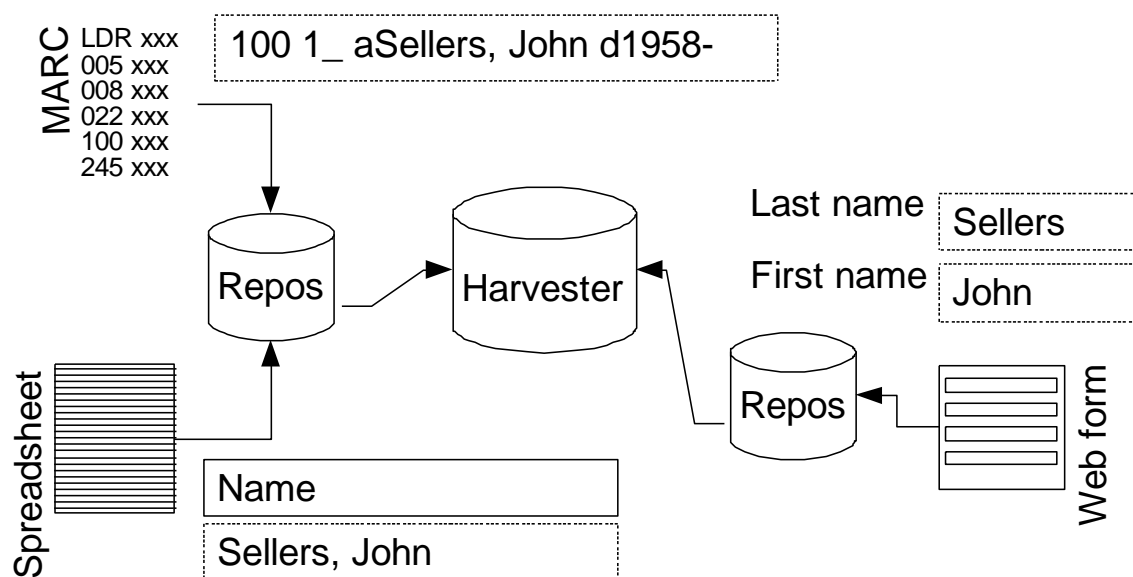 MARC
LDR xxx
005 xxx
008 xxx
022 xxx
100 xxx
245 xxx
100 1_ aSellers, John d1958-
Last name
Sellers
First name
John
Repos
Harvester
Repos
Spreadsheet
Name
Sellers, John
Web form